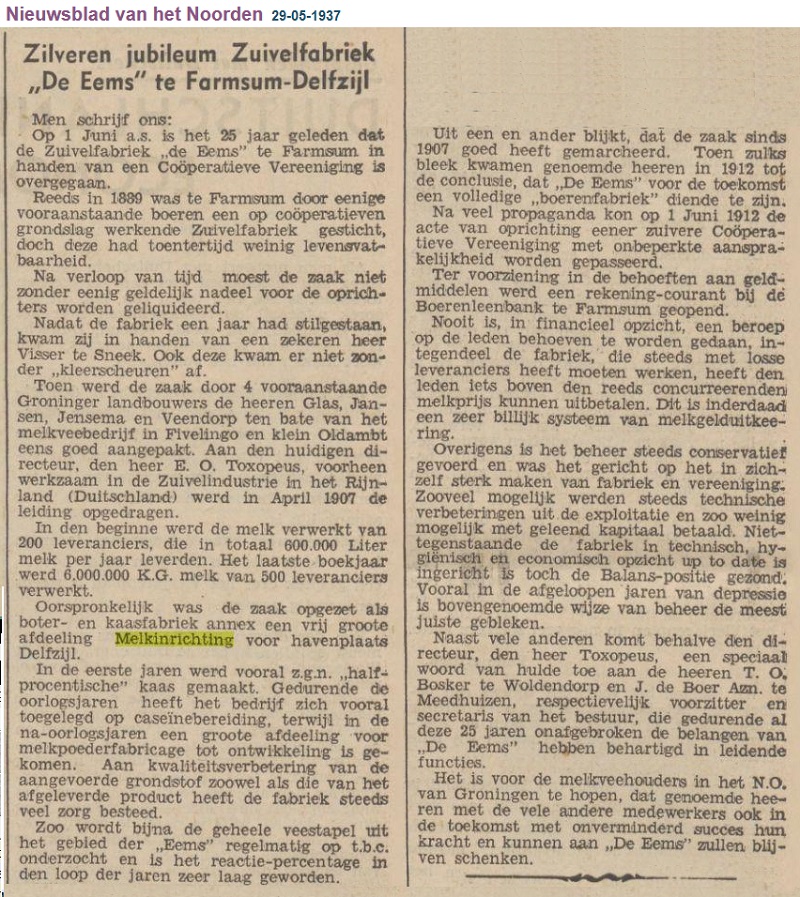 Nieuwsblad van het Noorden 29-05-1937
Zilveren jubileum Zuivelfabriek
„De Eems” te Farmsum-Delfzijl
Men schrijf ons:
Op 1 Juni a.s. is het 25 jaar geleden dat
de Zuivelfabriek „de Eems” te Farmsum in
handen van een Coöperatieve Vereeniging is
overgegaan.
Reeds in 1889 was te Farmsum door eenige
vooraanstaande boeren een op coöperatieven
grondslag werkende Zuivelfabriek gesticht,
doch deze had toentertijd weinig levensvat-
baarheid.
Na verloop van tijd moest de zaak niet
zonder eenig geldelijk nadeel voor de oprich-
ters worden geliquideerd.
Nadat de fabriek een jaar had stilgestaan,
kwam zij in handen van een zekeren heer
Visser te Sneek. Ook deze kwam er niet zon-
der „kleerscheuren” af.
Toen werd de zaak door 4 vooraanstaande
Groninger landbouwers de heeren Glas, Jan-
sen, Jensema en Veendorp ten bate van het
melkveebedrijf in Fivelingo en klein Oldambt
eens goed aangepakt. Aan den huidigen di-
recteur, den heer E. O. Toxopeus, voorheen
werkzaam in de Zuivelindustrie in het Rijn-
land (Duitschland) werd in April 1907 de
leiding opgedragen.
In den beginne werd de melk verwerkt van
200 leveranciers, die in totaal 600.000 Liter
melk per jaar leverden. Het laatste boekjaar
werd 6.000.000 K.G. melk van 500 leveranciers
verwerkt.
Oorspronkelijk was de zaak opgezet als
boter- en kaasfabriek annex een vrij groote
afdeeling Melkinrichting voor havenplaats
Delfzijl.
In de eerste jaren werd vooral z.g.n. „half-
procentische” kaas gemaakt. Gedurende de
oorlogsjaren heeft het bedrijf zich vooral
toegelegd op caseïnebereiding, terwijl in de
na-oorlogsjaren een groote afdeeling voor
melkpoederfabricage tot ontwikkeling is ge-
komen. Aan kwaliteitsverbetering van de
aangevoerde grondstof zoowel als die van het
afgeleverde product heeft de fabriek steeds
veel zorg besteed.
Zoo wordt bijna de geheele veestapel uit
het gebied der „Eems” regelmatig op t.b.c.
onderzocht en is het reactie-percentage in
den loop der jaren zeer laag geworden.
Uit een en ander blijkt, dat de zaak sinds
1907 goed heeft gemarcheerd. Toen zulks
bleek kwamen genoemde heeren in 1912 tot
de conclusie, dat „De Eems” voor de toekomst
een volledige „boerenfabriek” diende te zijn.
Na veel propaganda kon op 1 Juni 1912 de
acte van oprichting eener zuivere Coöpera-
tieve Vereeniging met onbeperkte aanspra-
kelijkheid worden gepasseerd.
Ter voorziening in de behoeften aan geld-
middelen werd een rekening-courant bij de
Boerenleenbank te Farmsum geopend.
Nooit is, in financieel opzicht, een beroep
op de leden behoeven te worden gedaan, in-
tegendeel de fabriek, die steeds met losse
leveranciers heeft moeten werken, heeft den
leden iets boven den reeds concurreerenden
melkprijs kunnen uitbetalen. Dit is inderdaad
een zeer billijk systeem van melkgelduitkee-
ring.
Overigens is het beheer steeds conservatief
gevoerd en was het gericht op het in zich-
zelf sterk maken van fabriek en vereeniging.
Zooveel mogelijk werden steeds technische
verbeteringen uit de exploitatie en zoo weinig
mogelijk met geleend kapitaal betaald. Niet-
tegenstaande de fabriek in technisch, hy-
giënisch en economisch opzicht up to date is
ingericht is toch de Balans-positie gezond.
Vooral in de afgeloopen jaren van depressie
is bovengenoemde wijze van beheer de meest
juiste gebleken.
Naast vele anderen komt behalve den di-
recteur, den heer Toxopeus, een speciaal
woord van hulde toe aan de heeren T. O.
Bosker te Woldendorp en J. de Boer Azn. te
Meedhuizen, respectievelijk voorzitter en
secretaris van het bestuur, die gedurende al
deze 25 jaren onafgebroken de belangen van
„De Eems” hebben behartigd in leidende
functies.
Het is voor de melkveehouders in het N.O.
van Groningen te hopen, dat genoemde hee-
ren met de vele andere medewerkers ook in
de toekomst met onverminderd succes hun
kracht en kunnen aan „De Eems” zullen blij-
ven schenken.